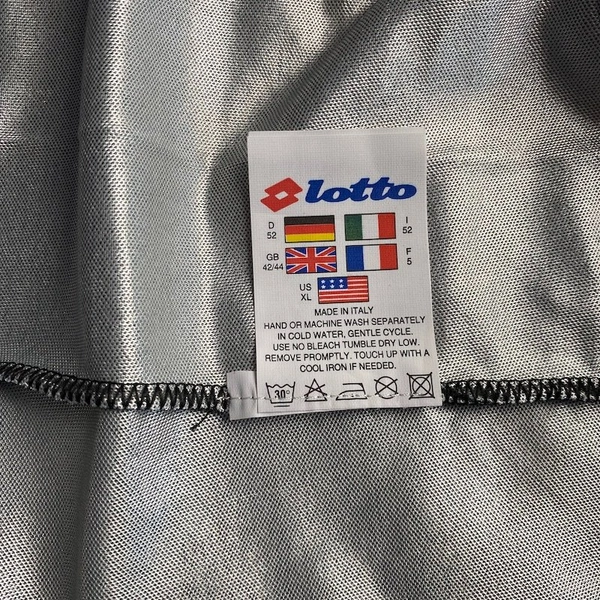 lotto
D
52
I
52
GB
42/44
F
5
US
XL
MADE IN ITALY
HAND OR MACHINE WASH SEPARATELY
IN COLD WATER, GENTLE CYCLE.
USE NO BLEACH TUMBLE DRY LOW.
REMOVE PROMPTLY. TOUCH UP WITH A
COOL IRON IF NEEDED.
30°